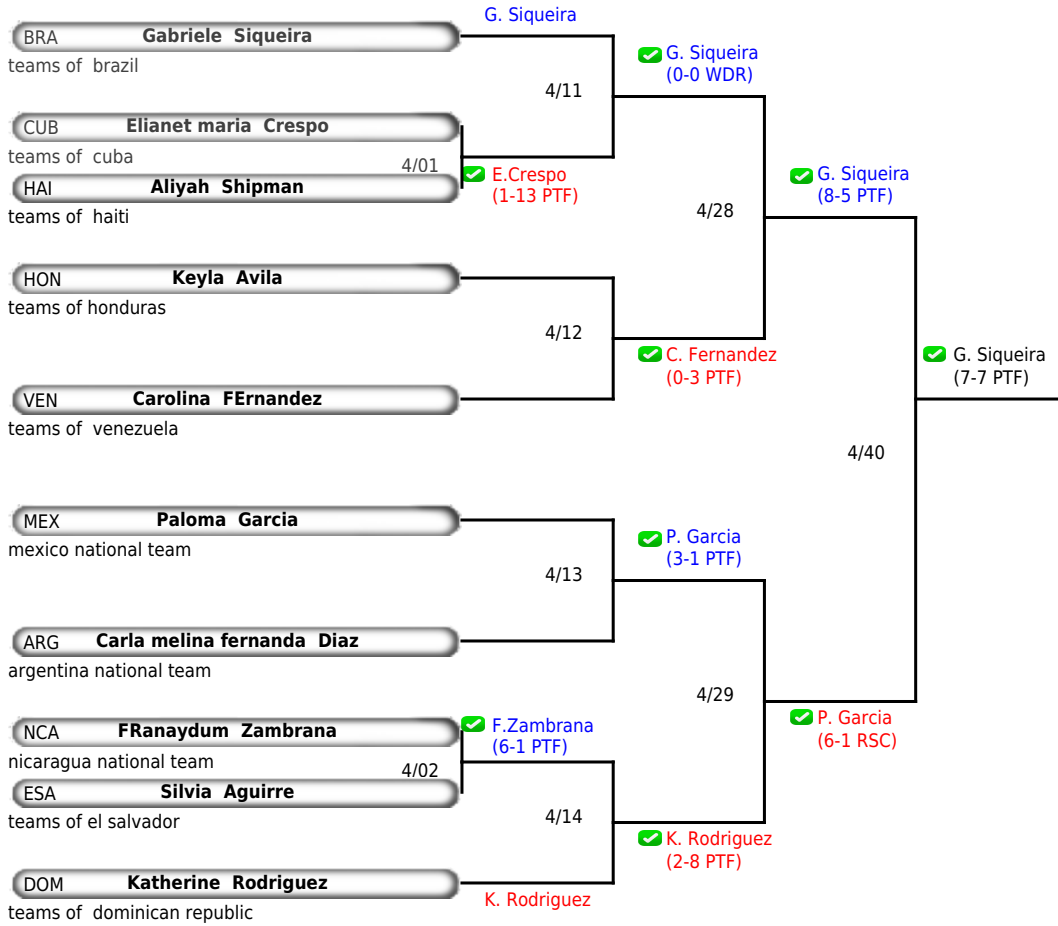 G. Siqueira
BRA Gabriele Siqueira
teams of brazil
G. Siqueira
(0-0 WDR)
4/11
CUB Elianet maria Crespo
teams of cuba
4/01
E.Crespo
(1-13 PTF)
HAI Aliyah Shipman
teams of haiti
G. Siqueira
(8-5 PTF)
4/28
HON Keyla Avila
teams of honduras
4/12
C. Fernandez
(0-3 PTF)
G. Siqueira
(7-7 PTF)
VEN Carolina FErnandez
teams of venezuela
4/40
MEX Paloma Garcia
mexico national team
P. Garcia
(3-1 PTF)
4/13
ARG Carla melina fernanda Diaz
argentina national team
4/29
P. Garcia
(6-1 RSC)
NCA FRanaydum Zambrana
nicaragua national team
F.Zambrana
(6-1 PTF)
4/02
ESA Silvia Aguirre
teams of el salvador
4/14
K. Rodriguez
(2-8 PTF)
DOM Katherine Rodriguez
teams of dominican republic
K. Rodriguez